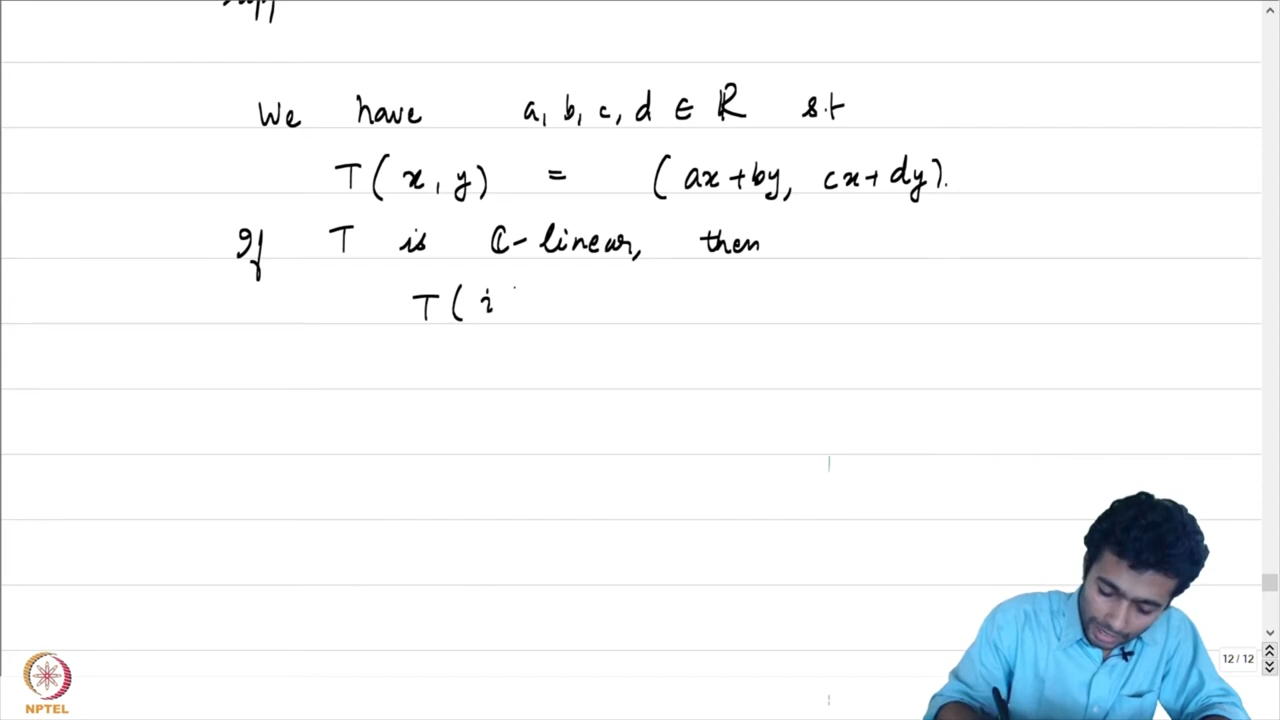 We have a, b, c, d ∈ ℝ s.t
T(x, y) = (ax+by, cx+dy).
If T is ℂ-linear, then
T(i
12 / 12
NPTEL